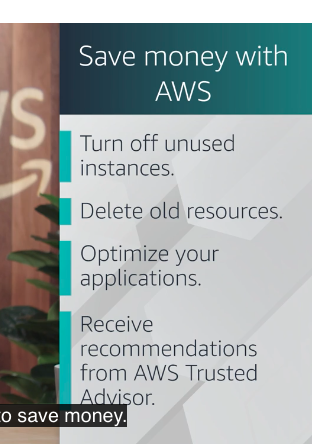 Save money with
AWS
S
Turn off unused
instances.
Delete old resources.
Optimize your
applications.
Receive
recommendations
from AWS Trusted
Advisor.
to save money.